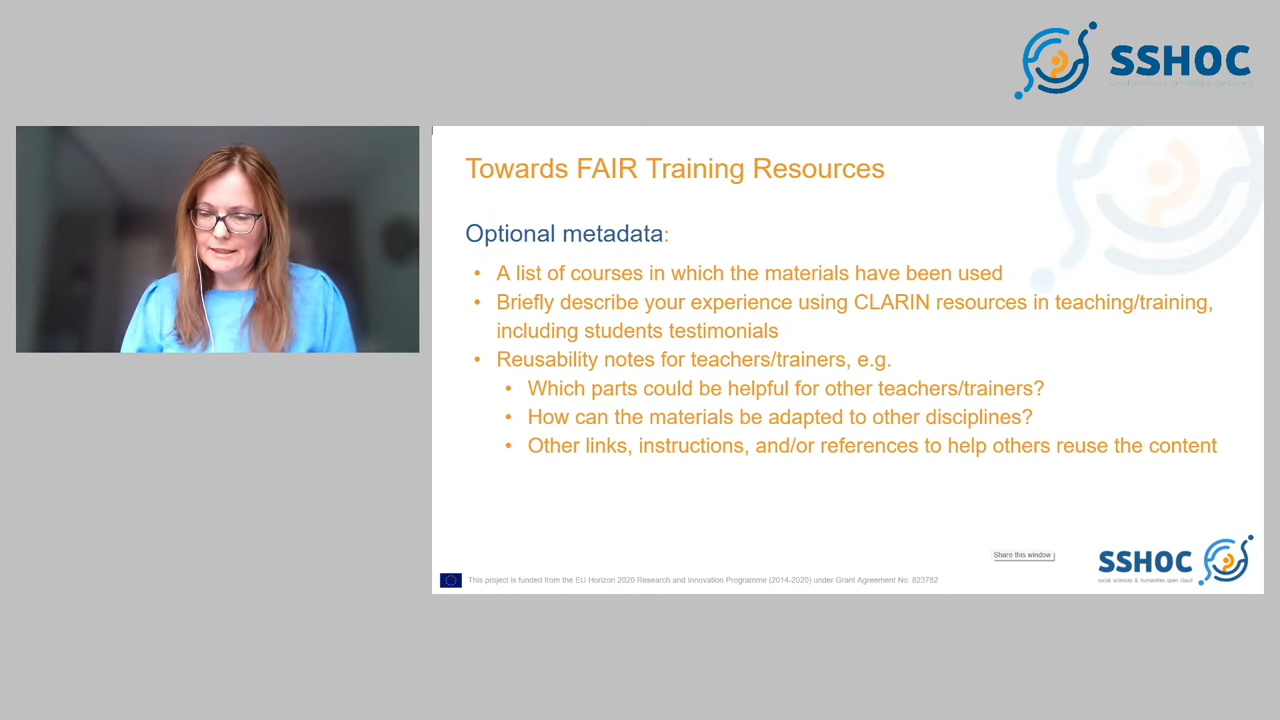 SSHOC
Towards FAIR Training Resources
Optional metadata:
• A list of courses in which the materials have been used
• Briefly describe your experience using CLARIN resources in teaching/training,
including students testimonials
• Reusability notes for teachers/trainers, e.g.
• Which parts could be helpful for other teachers/trainers?
• How can the materials be adapted to other disciplines?
• Other links, instructions, and/or references to help others reuse the content
Share this window
SSHOC
social sciences & humanities open cloud
This project is funded from the EU Horizon 2020 Research and Innovation Programme (2014-2020) under Grant Agreement No. 823782